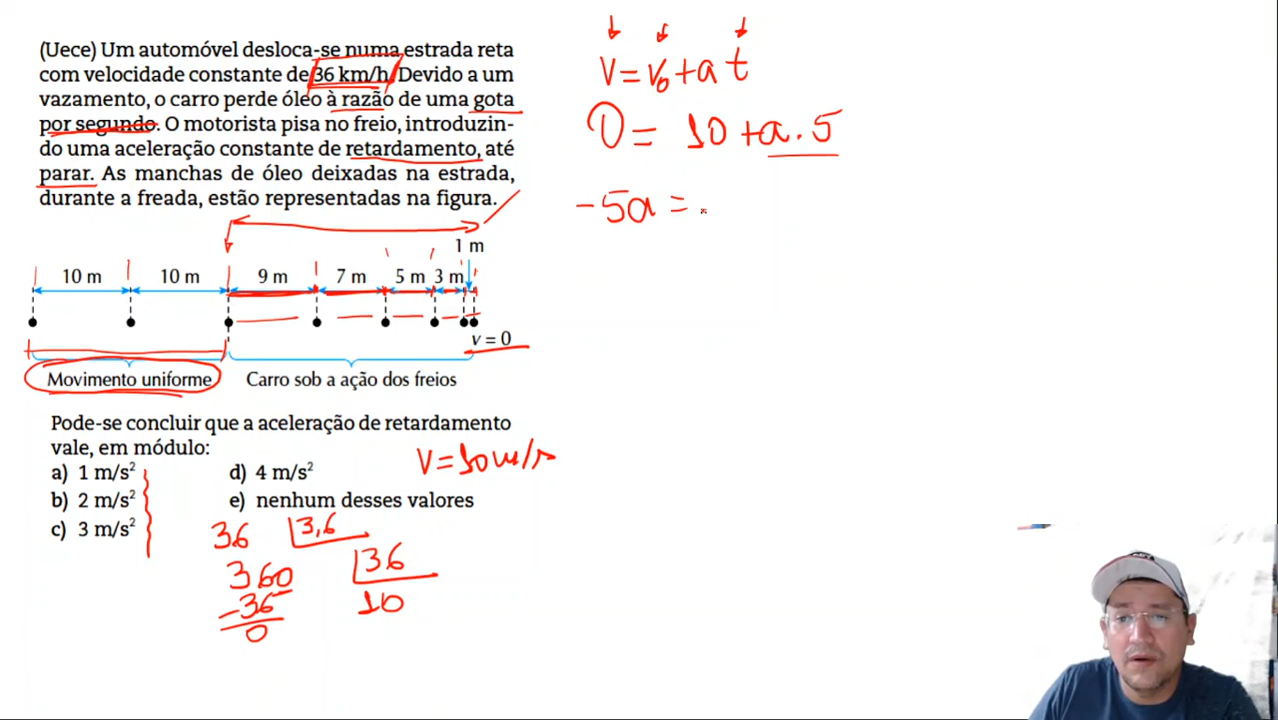 (Uece) Um automóvel desloca-se numa estrada reta
com velocidade constante de 36 km/h. Devido a um
vazamento, o carro perde óleo à razão de uma gota
por segundo. O motorista pisa no freio, introduzin-
do uma aceleração constante de retardamento, até
parar. As manchas de óleo deixadas na estrada,
durante a freada, estão representadas na figura.
1 m
10 m 10 m 9 m 7 m 5 m 3 m
v = 0
Movimento uniforme Carro sob a ação dos freios
Pode-se concluir que a aceleração de retardamento
vale, em módulo:
a) 1 m/s² d) 4 m/s²
b) 2 m/s² e) nenhum desses valores
c) 3 m/s²
V = 10 m/s
36 3,6
360 36
-36 10
0
V = V₀ + a t
0 = 10 + a . 5
-5a =